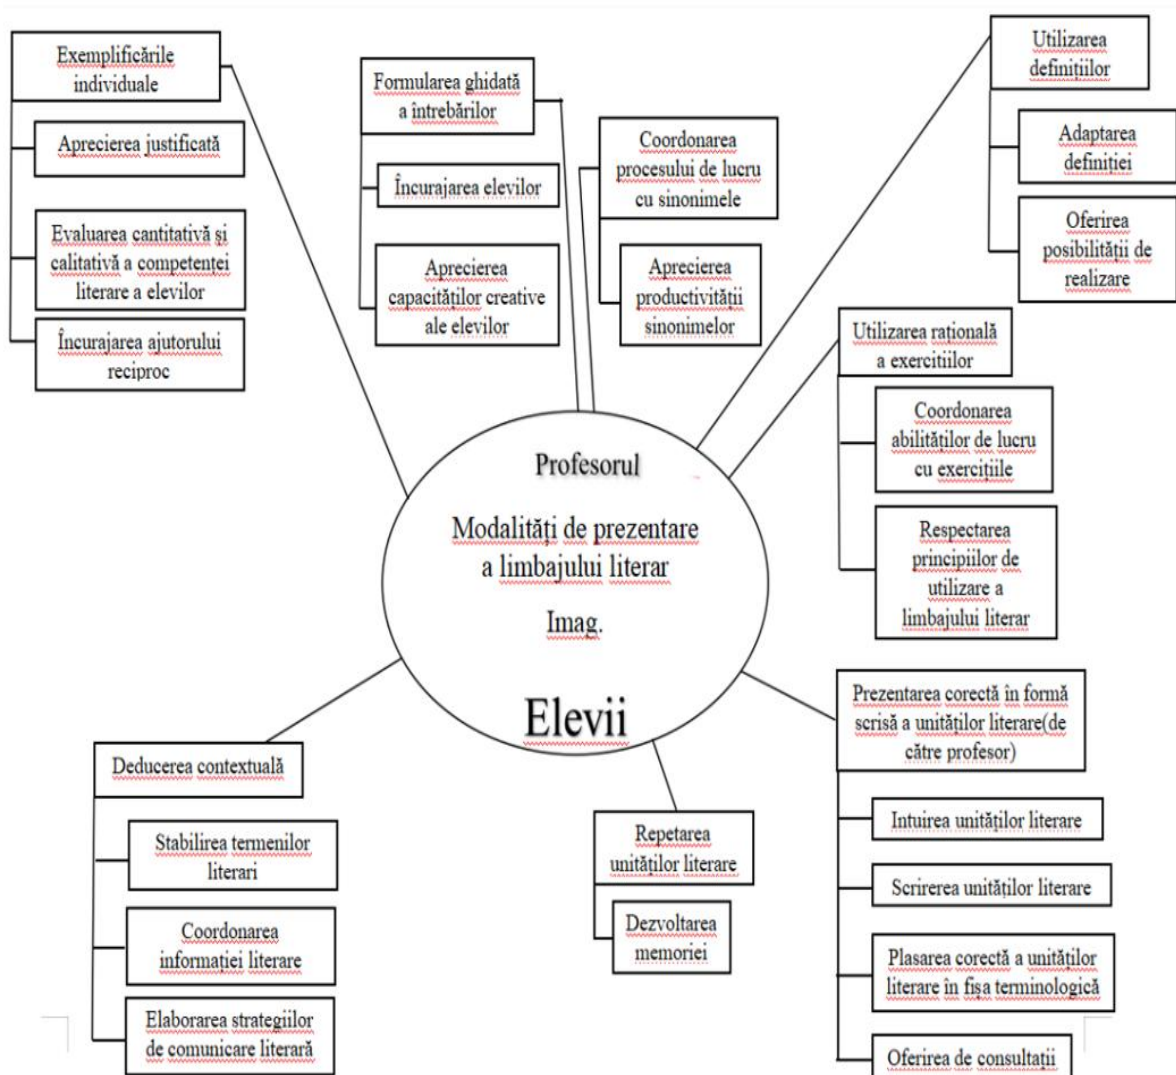 Exemplificările
individuale
Aprecierea justificată
Evaluarea cantitativă și
calitativă a competenței
literare a elevilor
Încurajarea ajutorului
reciproc
Formularea ghidată
a întrebărilor
Încurajarea elevilor
Aprecierea
capacităților creative
ale elevilor
Coordonarea
procesului de lucru
cu sinonimele
Aprecierea
productivității
sinonimelor
Utilizarea
definițiilor
Adaptarea
definiției
Oferirea
posibilității de
realizare
Utilizarea rațională
a exercitiilor
Coordonarea
abilităților de lucru
cu exercițiile
Respectarea
principiilor de
utilizare a
limbajului literar
Profesorul
Modalități de prezentare
a limbajului literar
Imag.
Elevii
Deducerea contextuală
Stabilirea termenilor
literari
Coordonarea
informației literare
Elaborarea strategiilor
de comunicare literară
Repetarea
unităților literare
Dezvoltarea
memoriei
Prezentarea corectă în formă
scrisă a unităților literare(de
către profesor)
Intuirea unităților literare
Scrirerea unităților literare
Plasarea corectă a unităților
literare în fișa terminologică
Oferirea de consultații